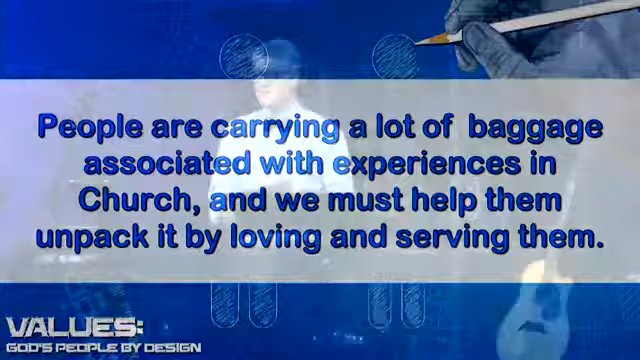 People are carrying a lot of baggage
associated with experiences in
Church, and we must help them
unpack it by loving and serving them.
VALUES:
GOD'S PEOPLE BY DESIGN